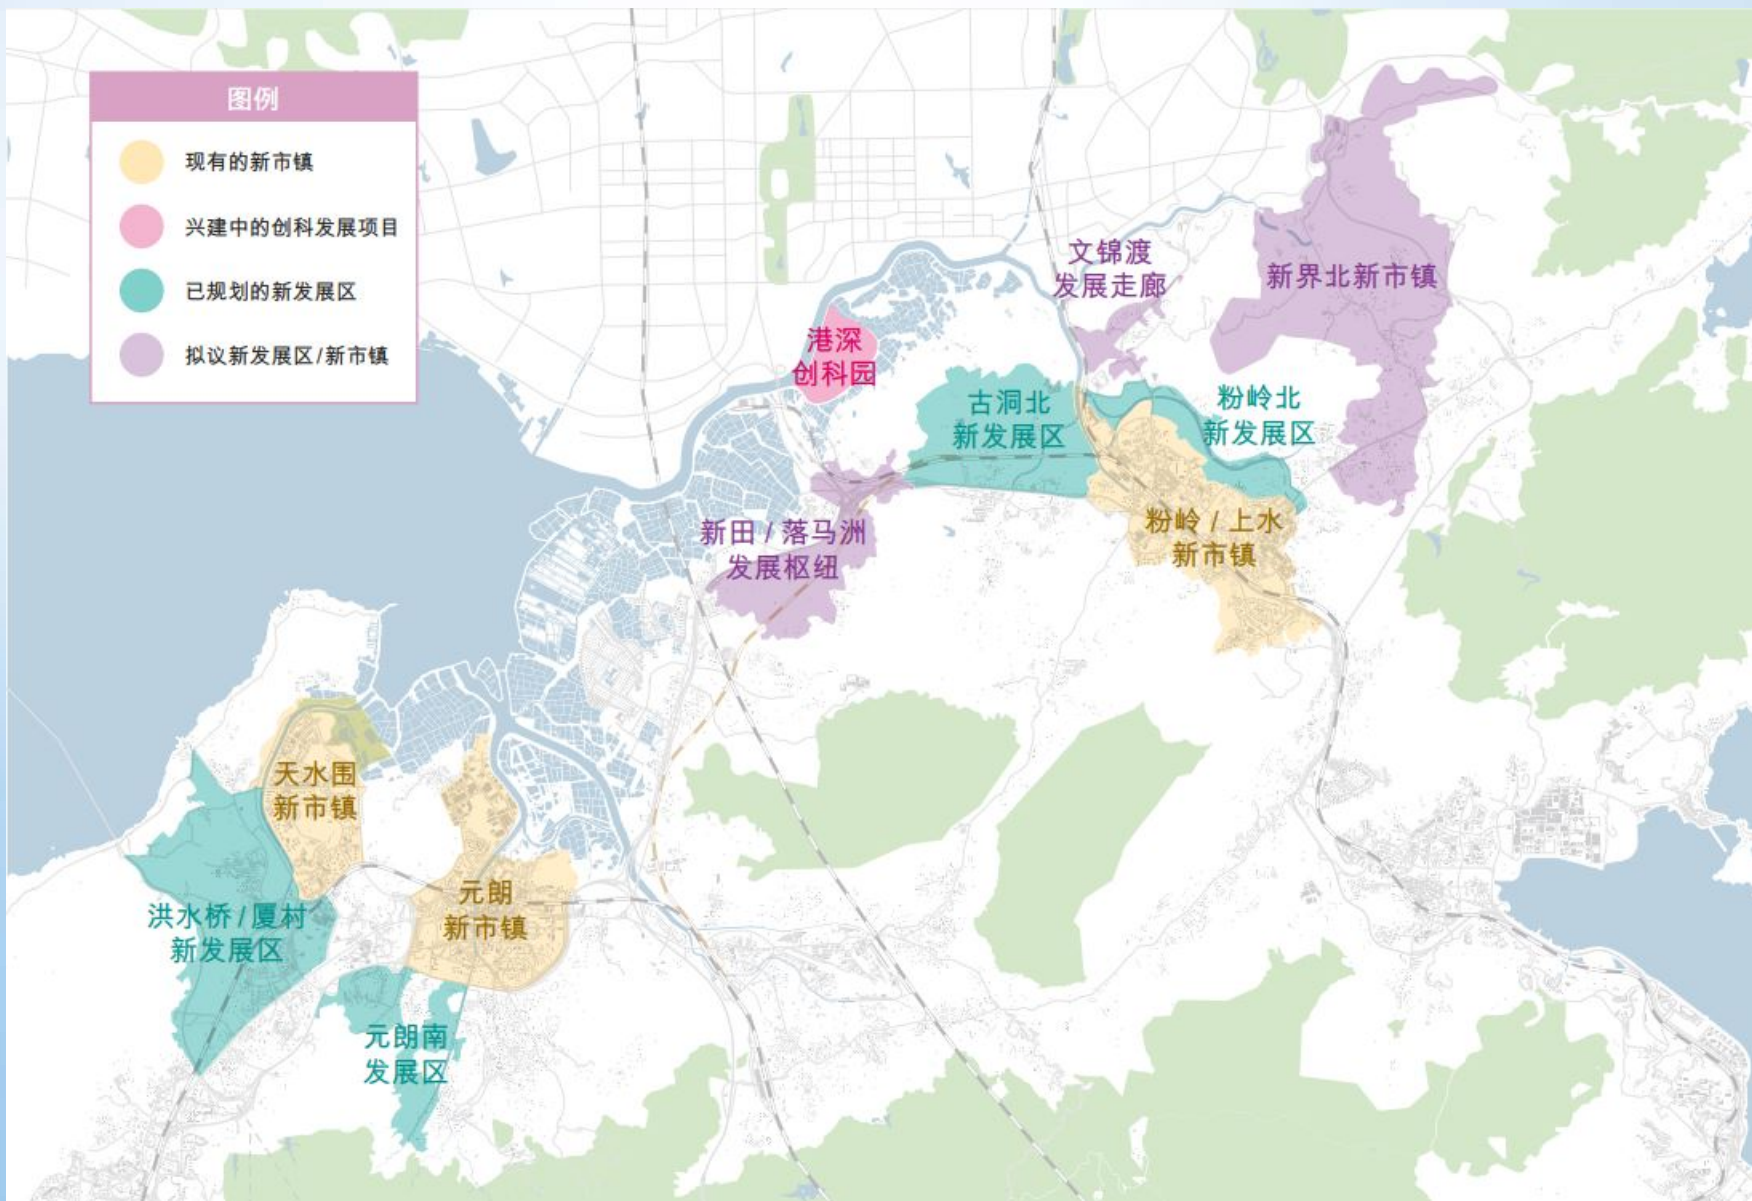 图例
现有的新市镇
兴建中的创科发展项目
已规划的新发展区
拟议新发展区/新市镇
文锦渡
发展走廊
新界北新市镇
港深
创科园
古洞北
新发展区
粉岭北
新发展区
新田 / 落马洲
发展枢纽
粉岭 / 上水
新市镇
天水围
新市镇
元朗
新市镇
洪水桥 / 厦村
新发展区
元朗南
发展区